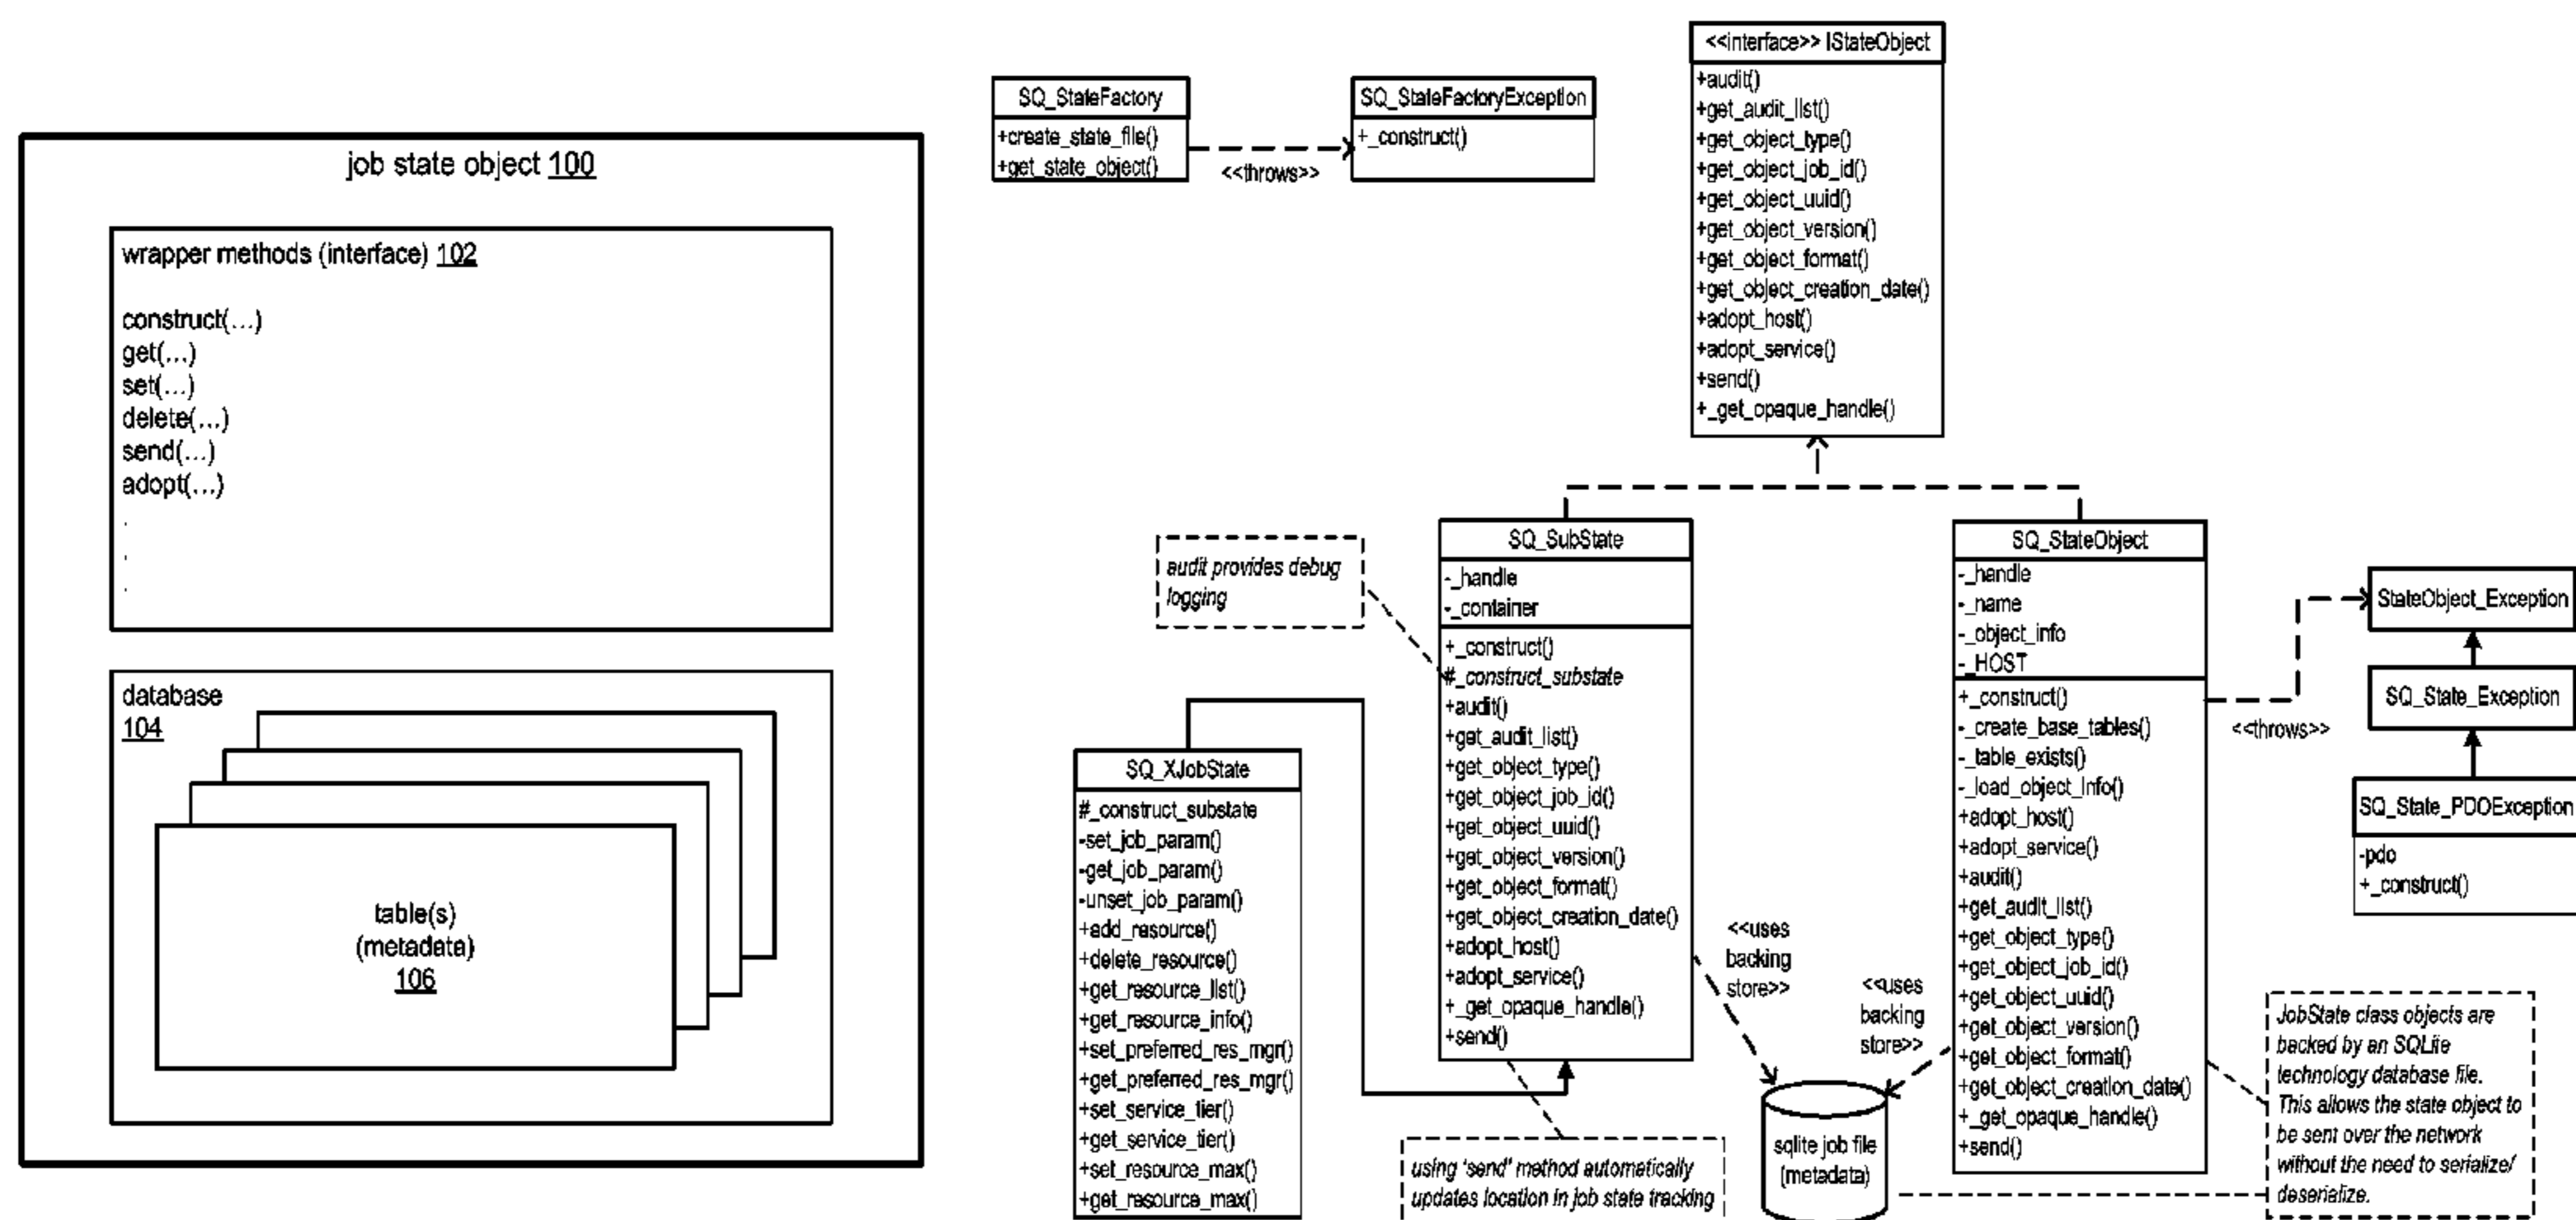 job state object 100
wrapper methods (interface) 102
construct(...)
get(...)
set(...)
delete(...)
send(...)
adopt(...)
.
.
.
database
104
table(s)
(metadada)
106
SQ_StateFactory
+create_state_file()
+get_state_object()
<<throws>>
SQ_StateFactoryException
+_construct()
<<interface>> IStateObject
+audit()
+get_audit_list()
+get_object_type()
+get_object_job_id()
+get_object_uuid()
+get_object_version()
+get_object_format()
+get_object_creation_date()
+adopt_host()
+adopt_service()
+send()
+_get_opaque_handle()
audit provides debug
logging
SQ_SubState
-_handle
-_container
+_construct()
#_construct_substate
+audit()
+get_audit_list()
+get_object_type()
+get_object_job_id()
+get_object_uuid()
+get_object_version()
+get_object_format()
+get_object_creation_date()
+adopt_host()
+adopt_service()
+_get_opaque_handle()
+send()
SQ_XJobState
#_construct_substate
-set_job_param()
-get_job_param()
-unset_job_param()
+add_resource()
+delete_resource()
+get_resource_list()
+get_resource_info()
+set_preferred_res_mgr()
+get_preferred_res_mgr()
+set_service_tier()
+get_service_tier()
+set_resource_max()
+get_resource_max()
using 'send' method automatically
updates location in job state tracking
<<uses
backing
store>>
<<uses
backing
store>>
sqlite job file
(metadata)
SQ_StateObject
-_handle
-_name
-_object_info
-_HOST
+_construct()
-_create_base_tables()
-_table_exists()
-_load_object_info()
+adopt_host()
+adopt_service()
+audit()
+get_audit_list()
+get_object_type()
+get_object_job_id()
+get_object_uuid()
+get_object_version()
+get_object_format()
+get_object_creation_date()
+_get_opaque_handle()
+send()
<<throws>>
StateObject_Exception
SQ_State_Exception
SQ_State_PDOException
-pdo
+_construct()
JobState class objects are
backed by an SQLite
technology database file.
This allows the state object to
be sent over the network
without the need to serialize/
deserialize.